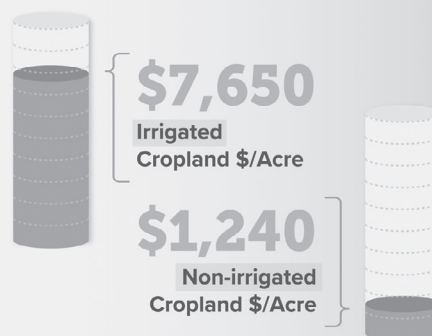 $7,650
Irrigated
Cropland $/Acre
$1,240
Non-irrigated
Cropland $/Acre